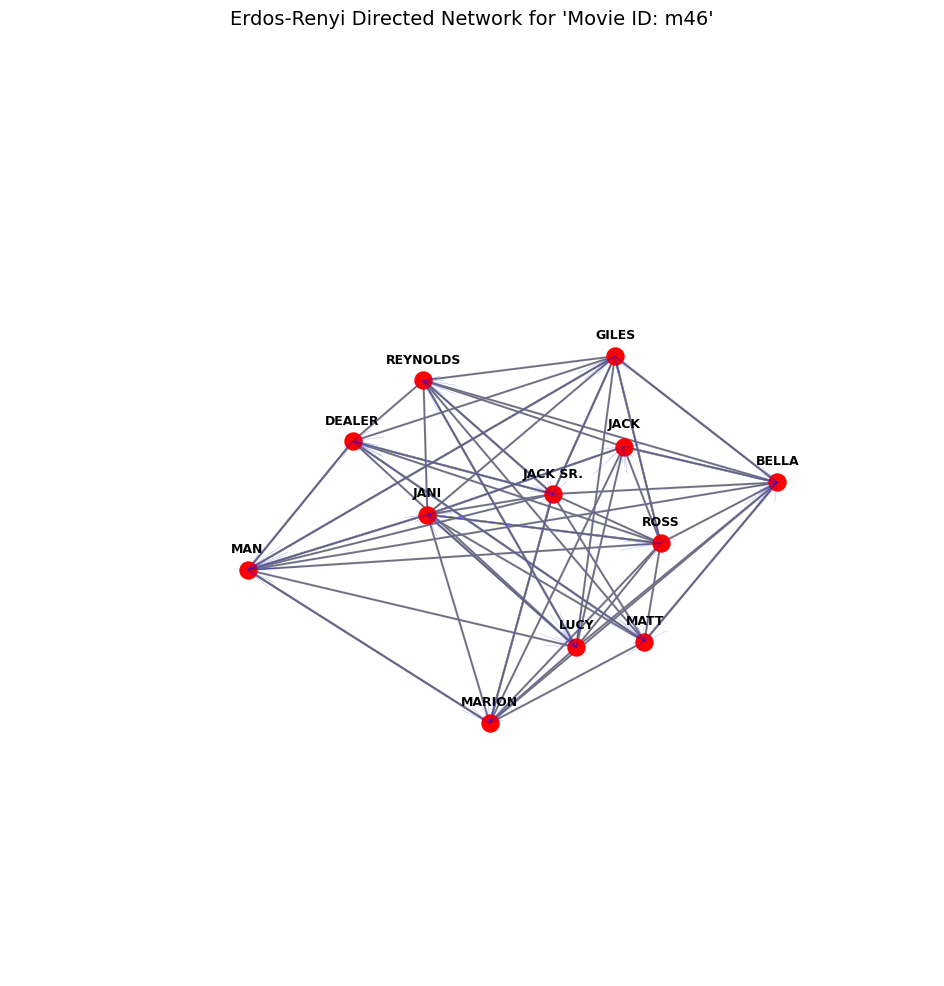 Erdos-Renyi Directed Network for 'Movie ID: m46'
GILES
REYNOLDS
DEALER
JACK
BELLA
JACK SR.
JANI
ROSS
MAN
LUCY
MATT
MARION